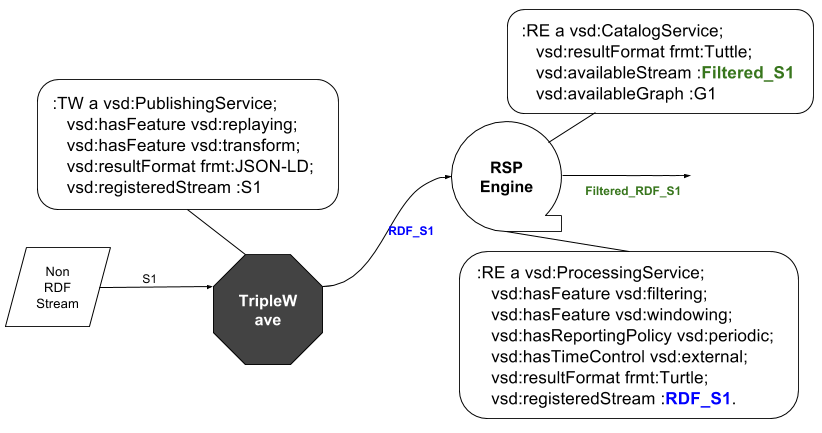 :RE a vsd:CatalogService;
vsd:resultFormat frmt:Tuttle;
vsd:availableStream :Filtered_S1
vsd:availableGraph :G1
:TW a vsd:PublishingService;
vsd:hasFeature vsd:replaying;
vsd:hasFeature vsd:transform;
vsd:resultFormat frmt:JSON-LD;
vsd:registeredStream :S1
RSP
Engine
Filtered_RDF_S1
RDF_S1
Non
RDF
Stream
S1
TripleW
ave
:RE a vsd:ProcessingService;
vsd:hasFeature vsd:filtering;
vsd:hasFeature vsd:windowing;
vsd:hasReportingPolicy vsd:periodic;
vsd:hasTimeControl vsd:external;
vsd:resultFormat frmt:Turtle;
vsd:registeredStream :RDF_S1.